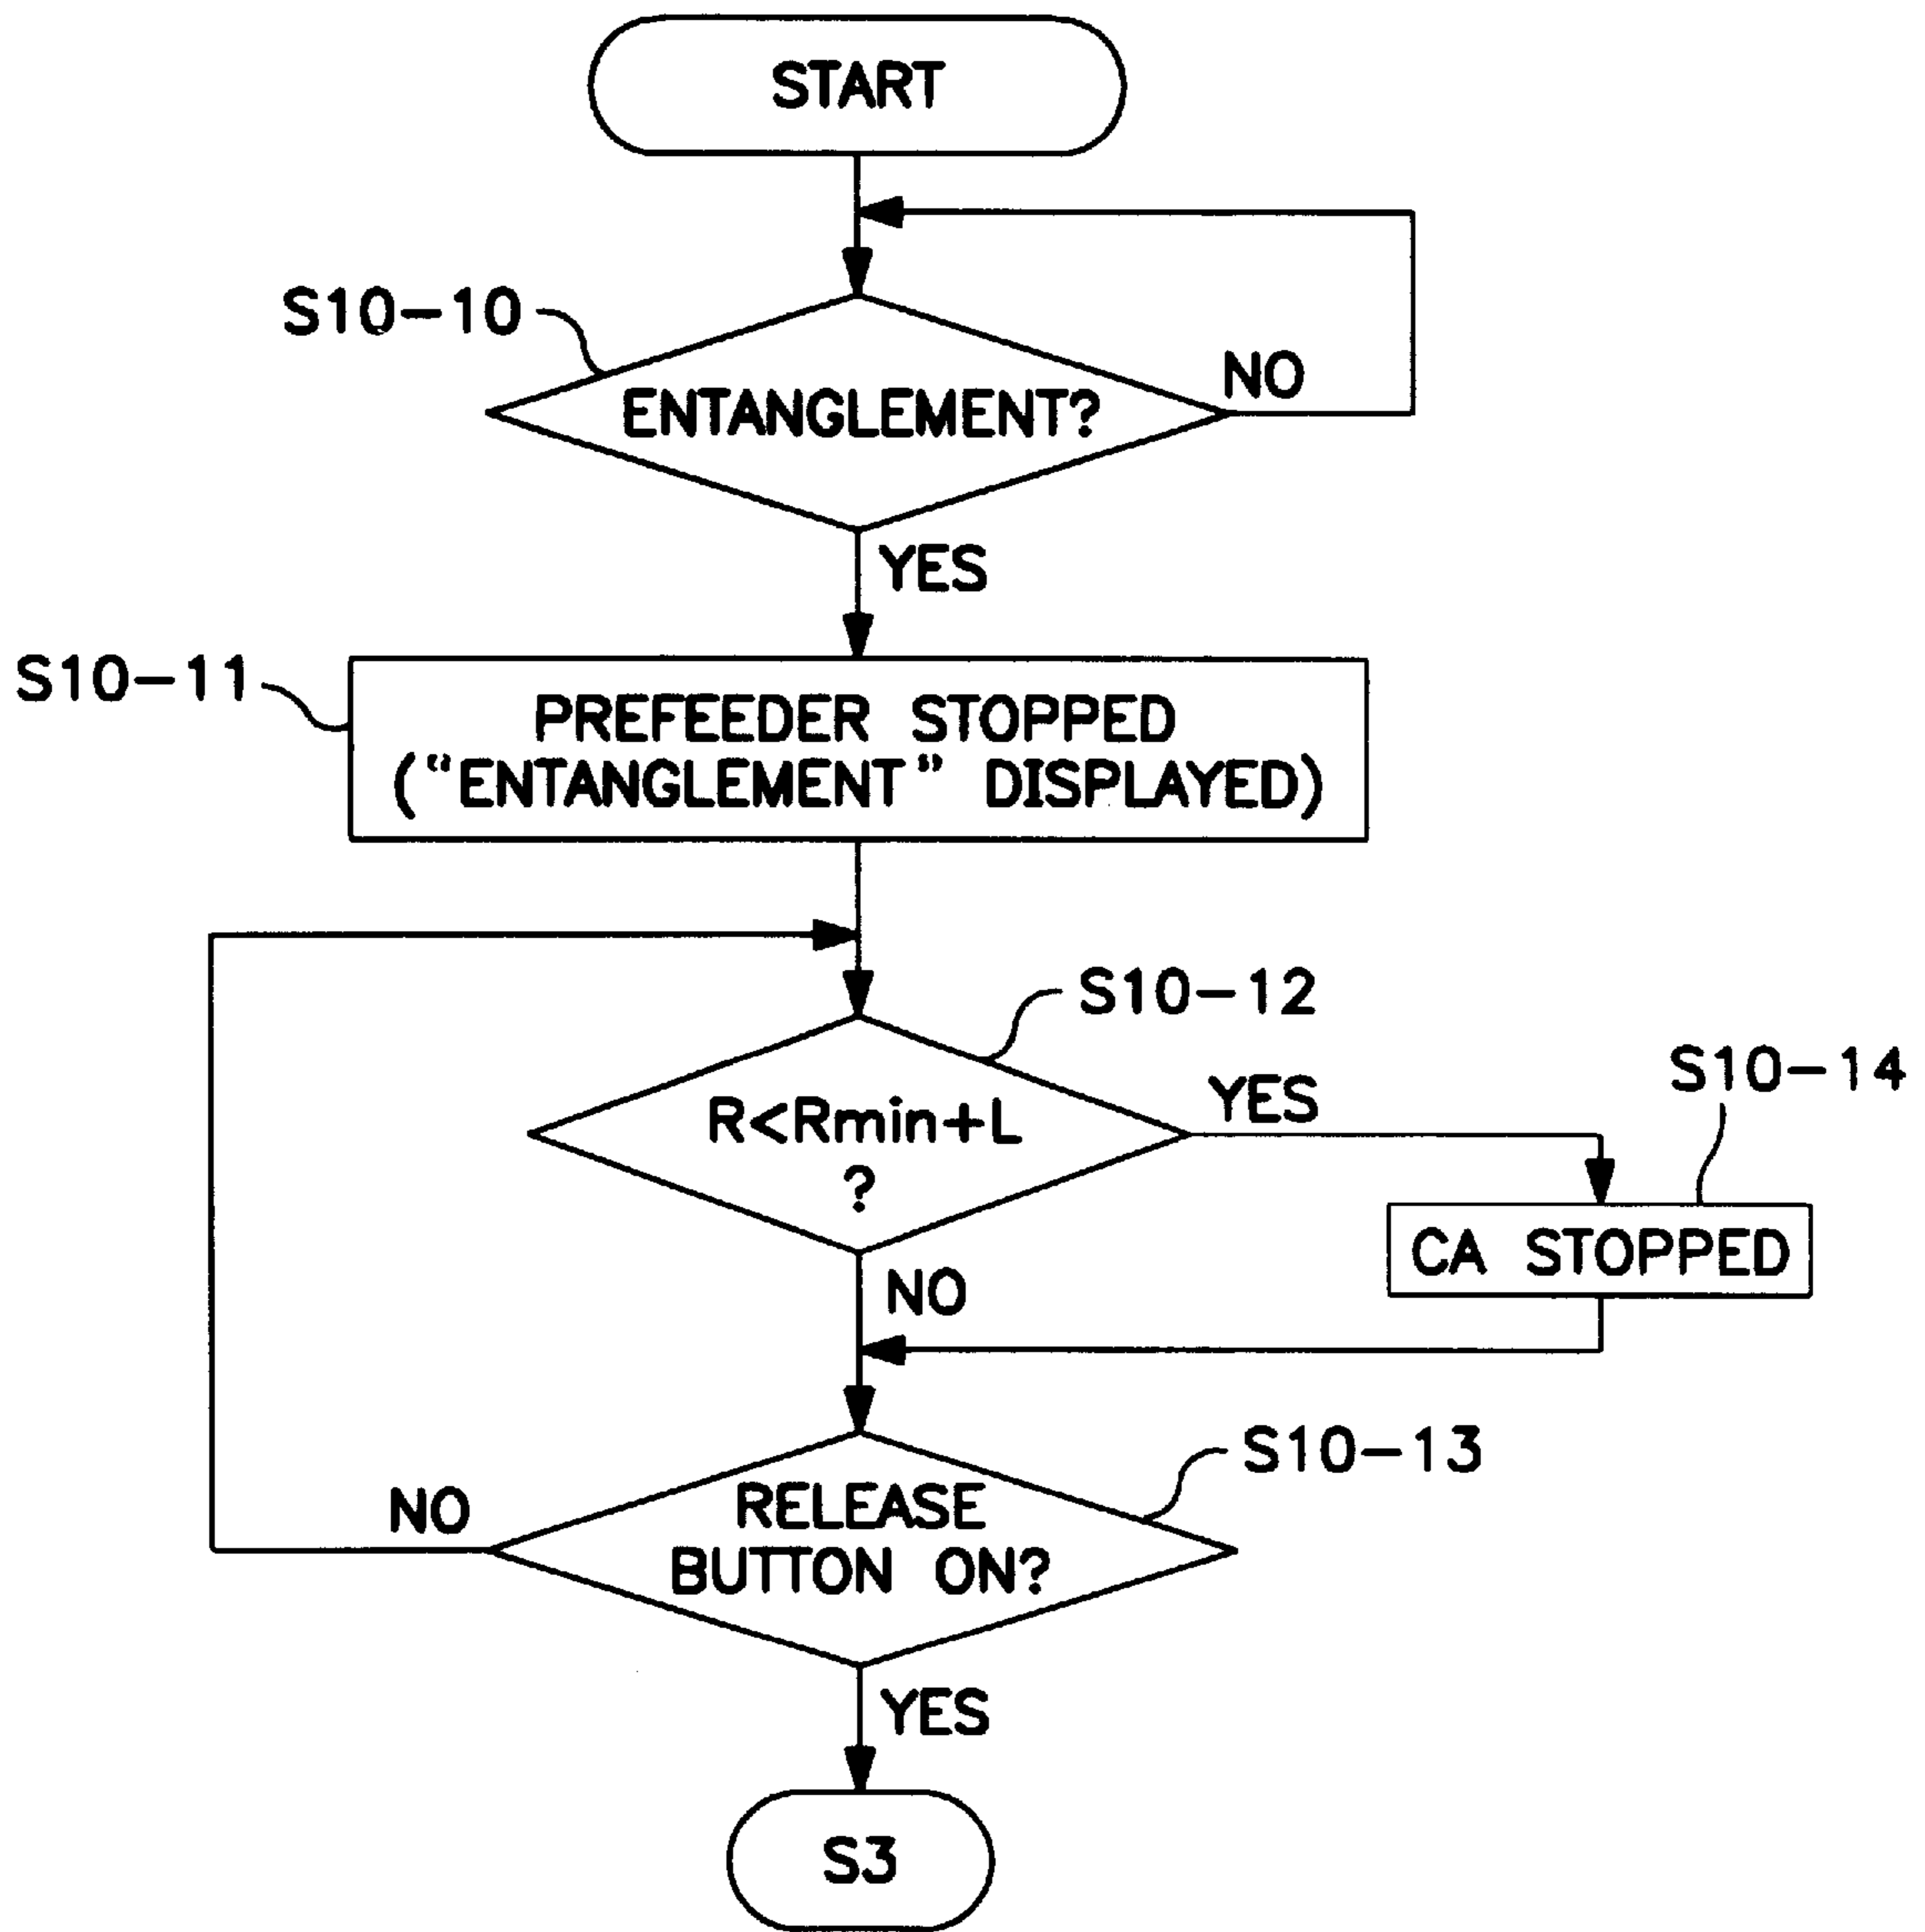 START
S10-10
ENTANGLEMENT?
NO
YES
S10-11
PREFEEDER STOPPED
("ENTANGLEMENT" DISPLAYED)
S10-12
R<Rmin+L
?
YES
S10-14
CA STOPPED
NO
S10-13
RELEASE
BUTTON ON?
NO
YES
S3